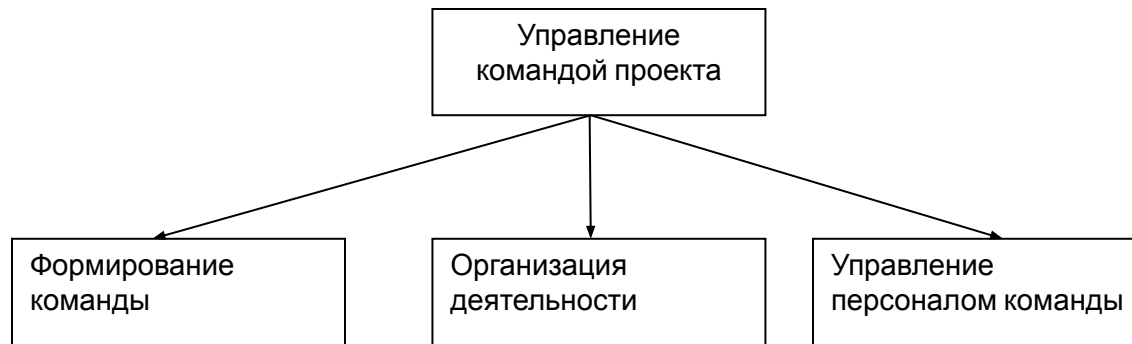 Управление
командой проекта
Формирование
команды
Организация
деятельности
Управление
персоналом команды